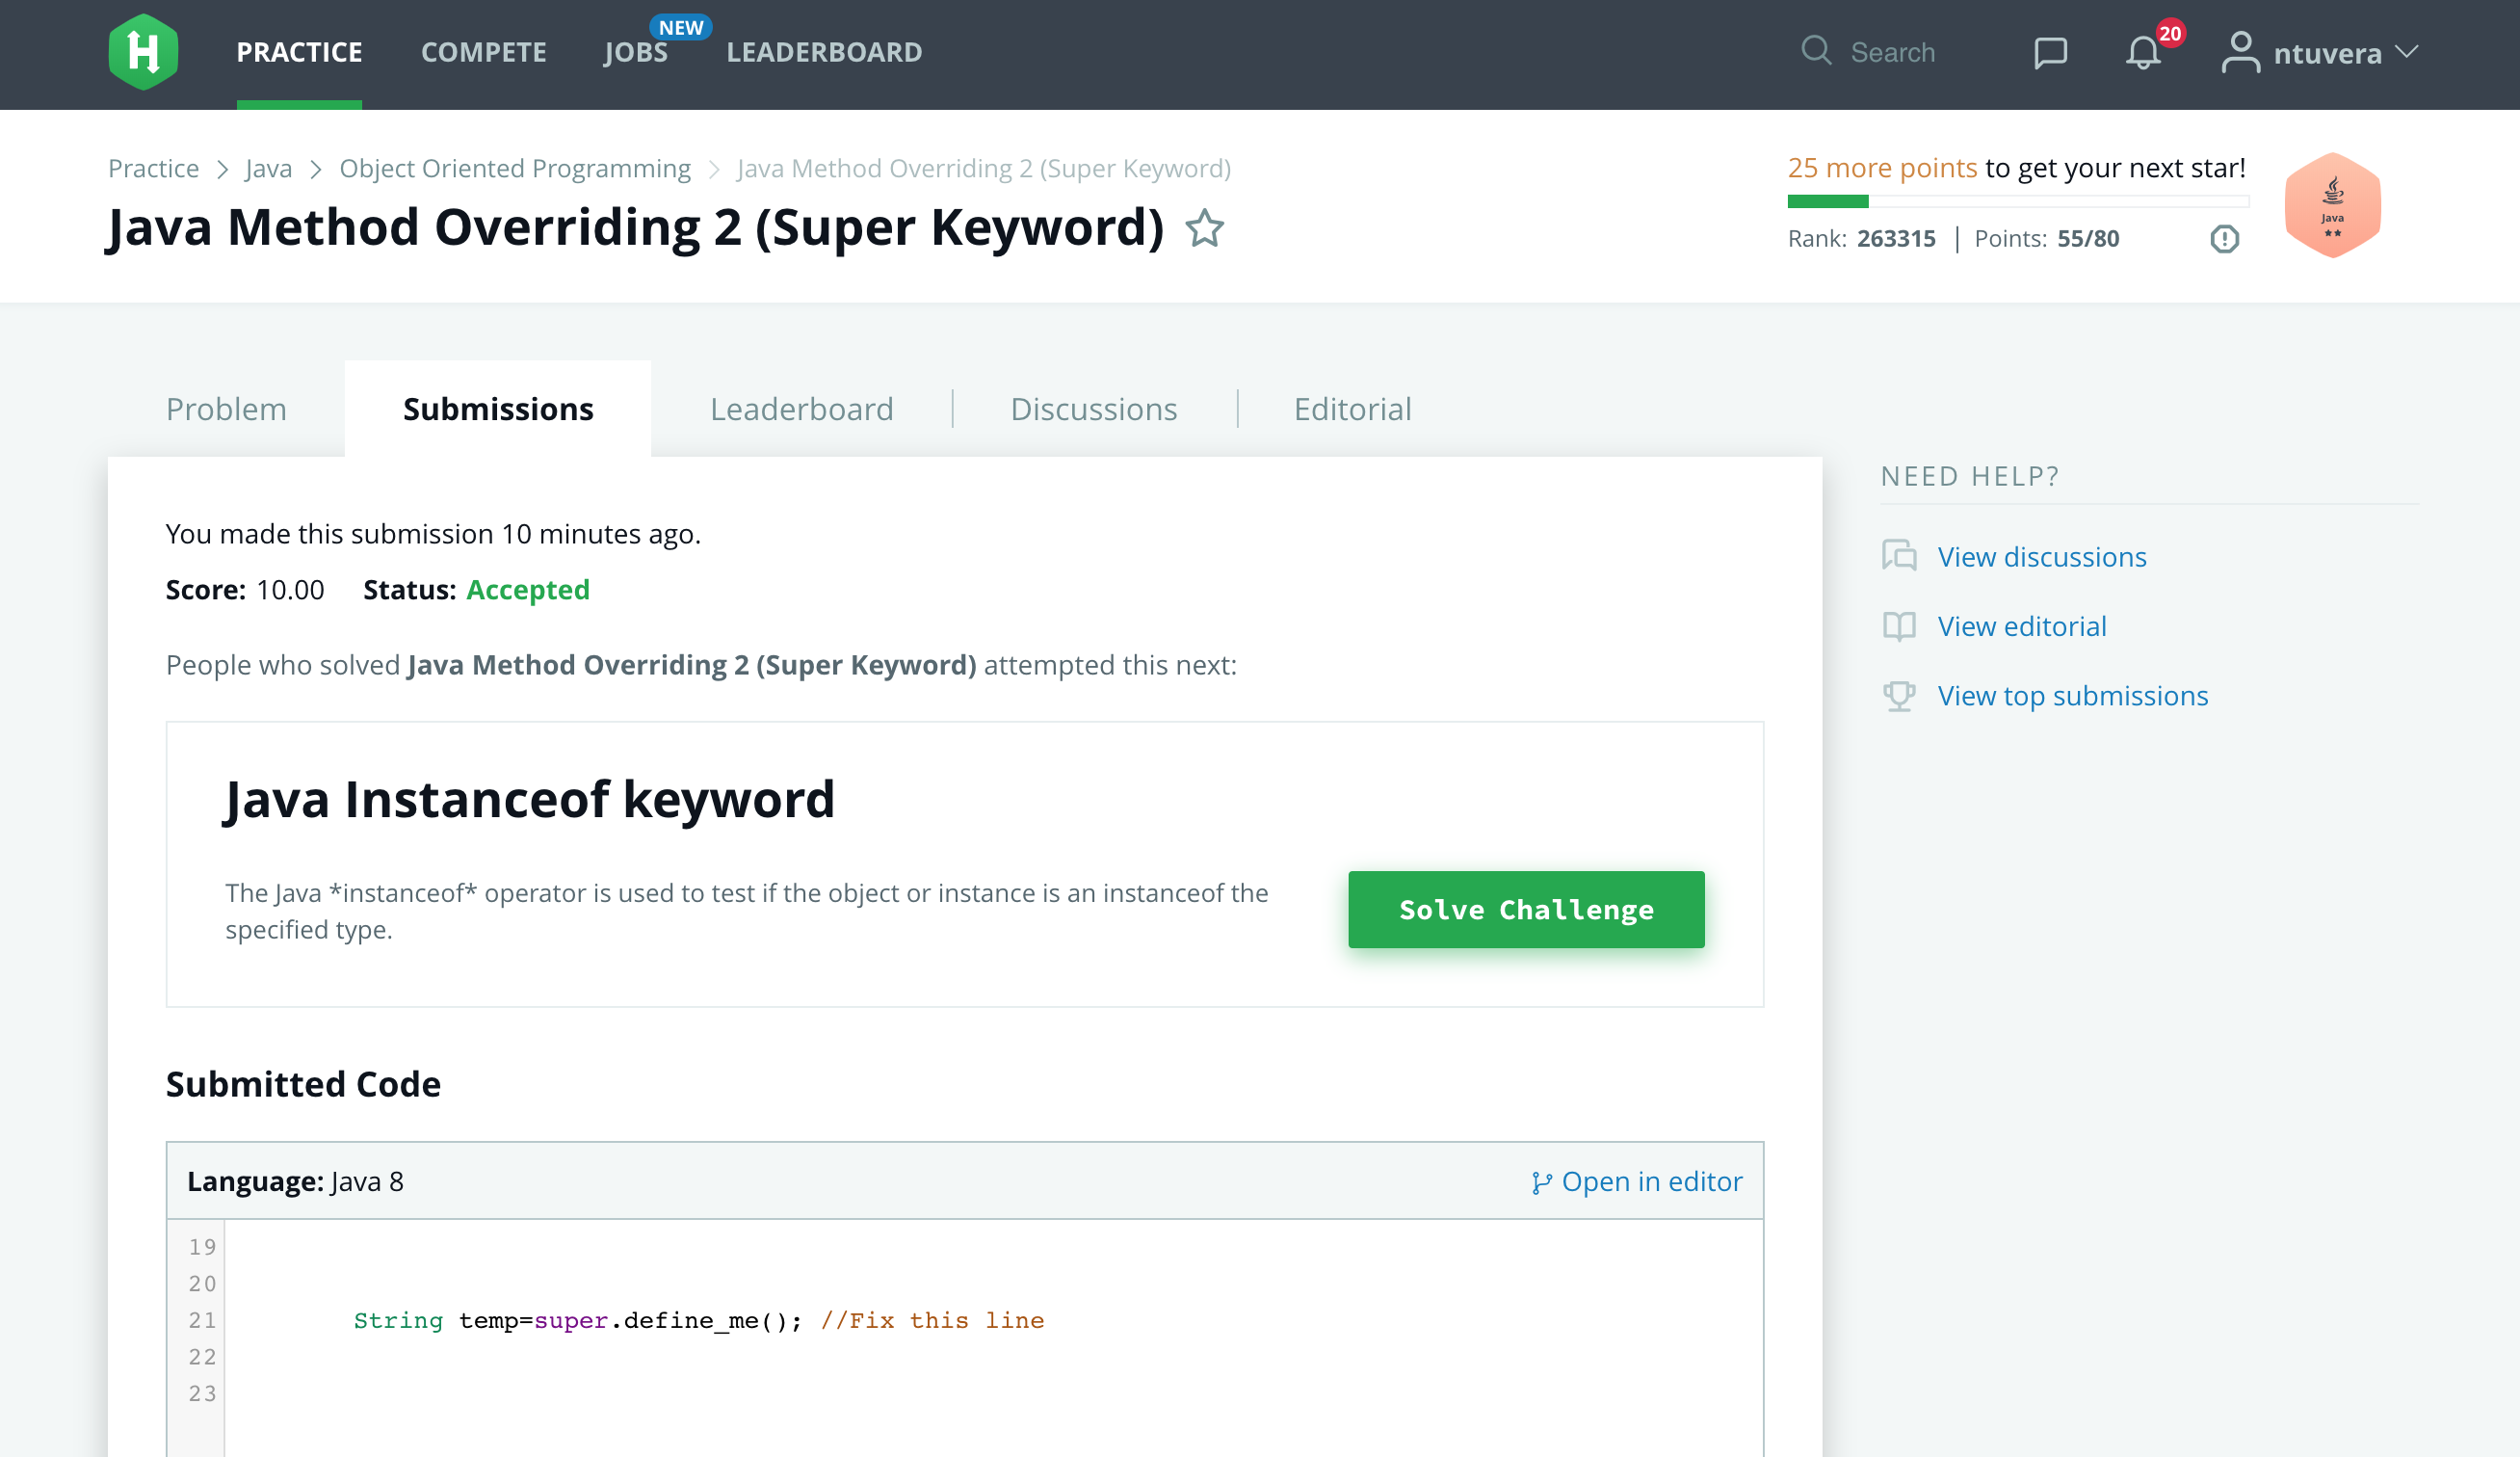 H PRACTICE COMPETE JOBS NEW LEADERBOARD Search 20 ntuvera
Practice > Java > Object Oriented Programming > Java Method Overriding 2 (Super Keyword)
Java Method Overriding 2 (Super Keyword)
25 more points to get your next star!
Rank: 263315 | Points: 55/80
Java
Problem Submissions Leaderboard Discussions Editorial
You made this submission 10 minutes ago.
Score: 10.00 Status: Accepted
People who solved Java Method Overriding 2 (Super Keyword) attempted this next:
Java Instanceof keyword
The Java *instanceof* operator is used to test if the object or instance is an instanceof the
specified type.
Solve Challenge
Submitted Code
Language: Java 8 Open in editor
19
20
21 String temp=super.define_me(); //Fix this line
22
23
NEED HELP?
View discussions
View editorial
View top submissions